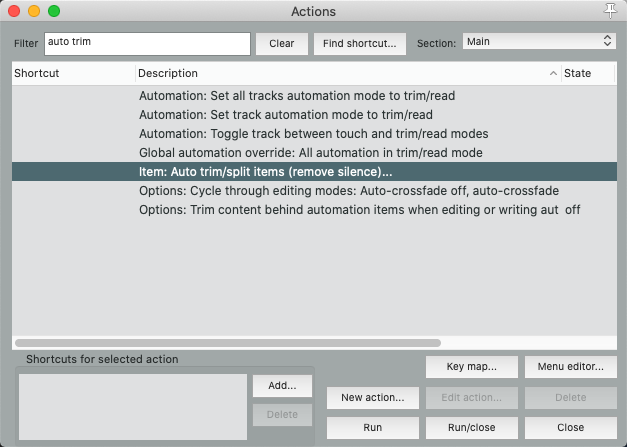 Actions
Filter auto trim Clear Find shortcut... Section: Main
Shortcut Description State
Automation: Set all tracks automation mode to trim/read
Automation: Set track automation mode to trim/read
Automation: Toggle track between touch and trim/read modes
Global automation override: All automation in trim/read mode
Item: Auto trim/split items (remove silence)...
Options: Cycle through editing modes: Auto-crossfade off, auto-crossfade
Options: Trim content behind automation items when editing or writing aut off
Shortcuts for selected action
Key map... Menu editor...
Add...
New action... Edit action... Delete
Delete
Run Run/close Close